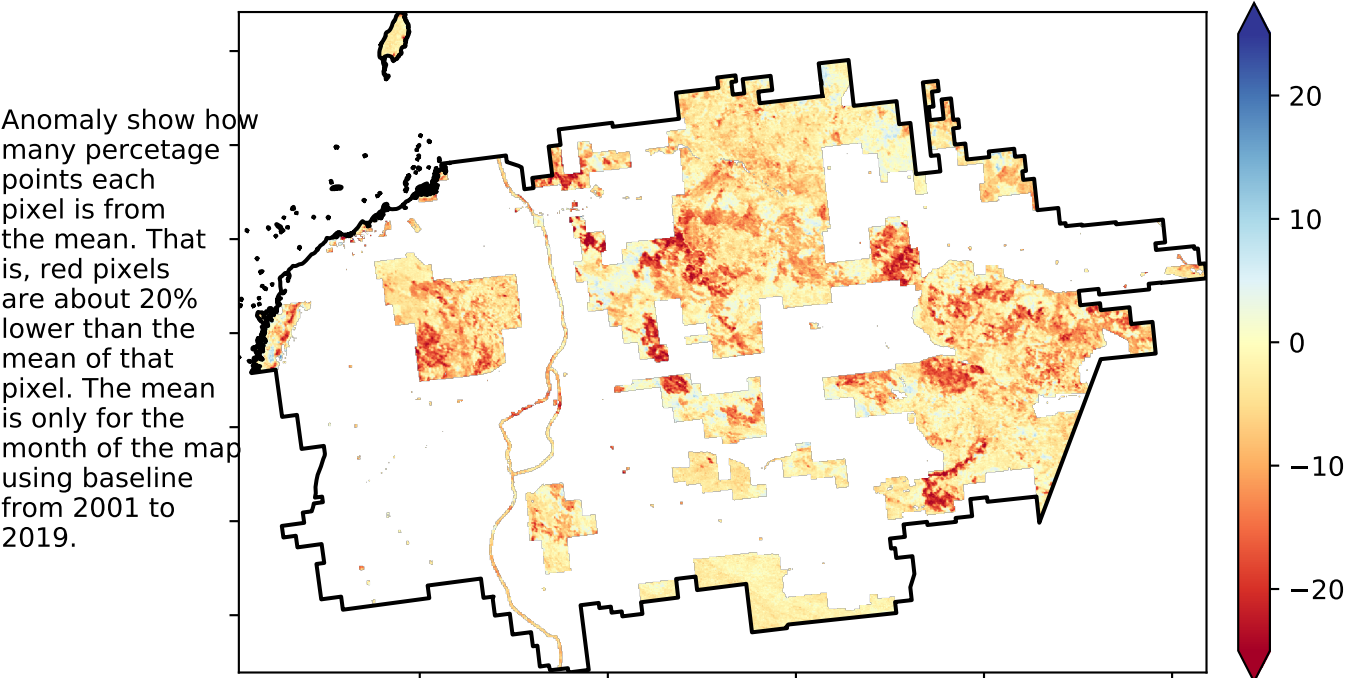 Anomaly show how
many percetage
points each
pixel is from
the mean. That
is, red pixels
are about 20%
lower than the
mean of that
pixel. The mean
is only for the
month of the map
using baseline
from 2001 to
2019.
20
10
0
−10
−20